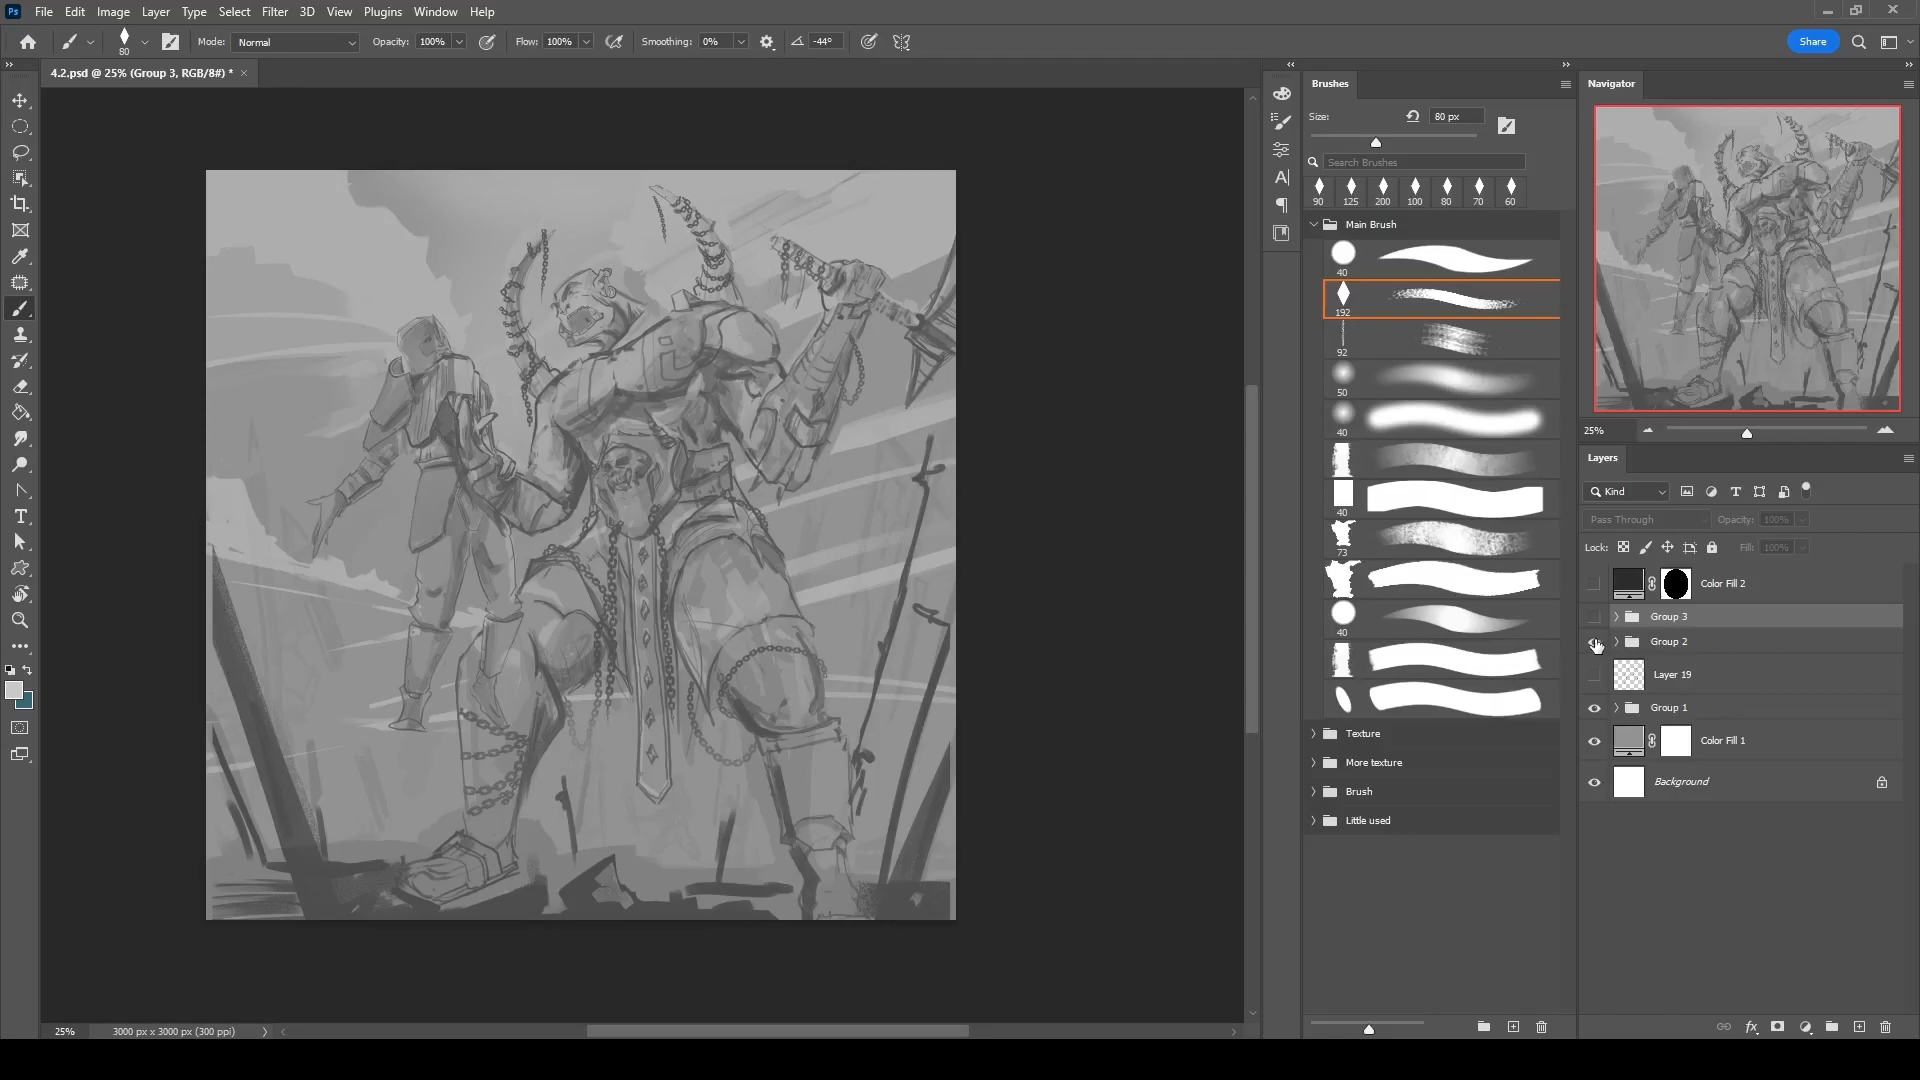 Ps File Edit Image Layer Type Select Filter 3D View Plugins Window Help
80 Mode: Normal Opacity: 100% Flow: 100% Smoothing: 0% -44° Share
4.2.psd @ 25% (Group 3, RGB/8#) * ×
Brushes
Size: 80 px
Search Brushes
90 125 200 100 80 70 60
Main Brush
40
192
92
50
40
40
73
40
Texture
More texture
Brush
Little used
Navigator
25%
Layers
Kind
Pass Through Opacity: 100%
Lock: Fill: 100%
Color Fill 2
Group 3
Group 2
Layer 19
Group 1
Color Fill 1
Background
25% 3000 px x 3000 px (300 ppi)